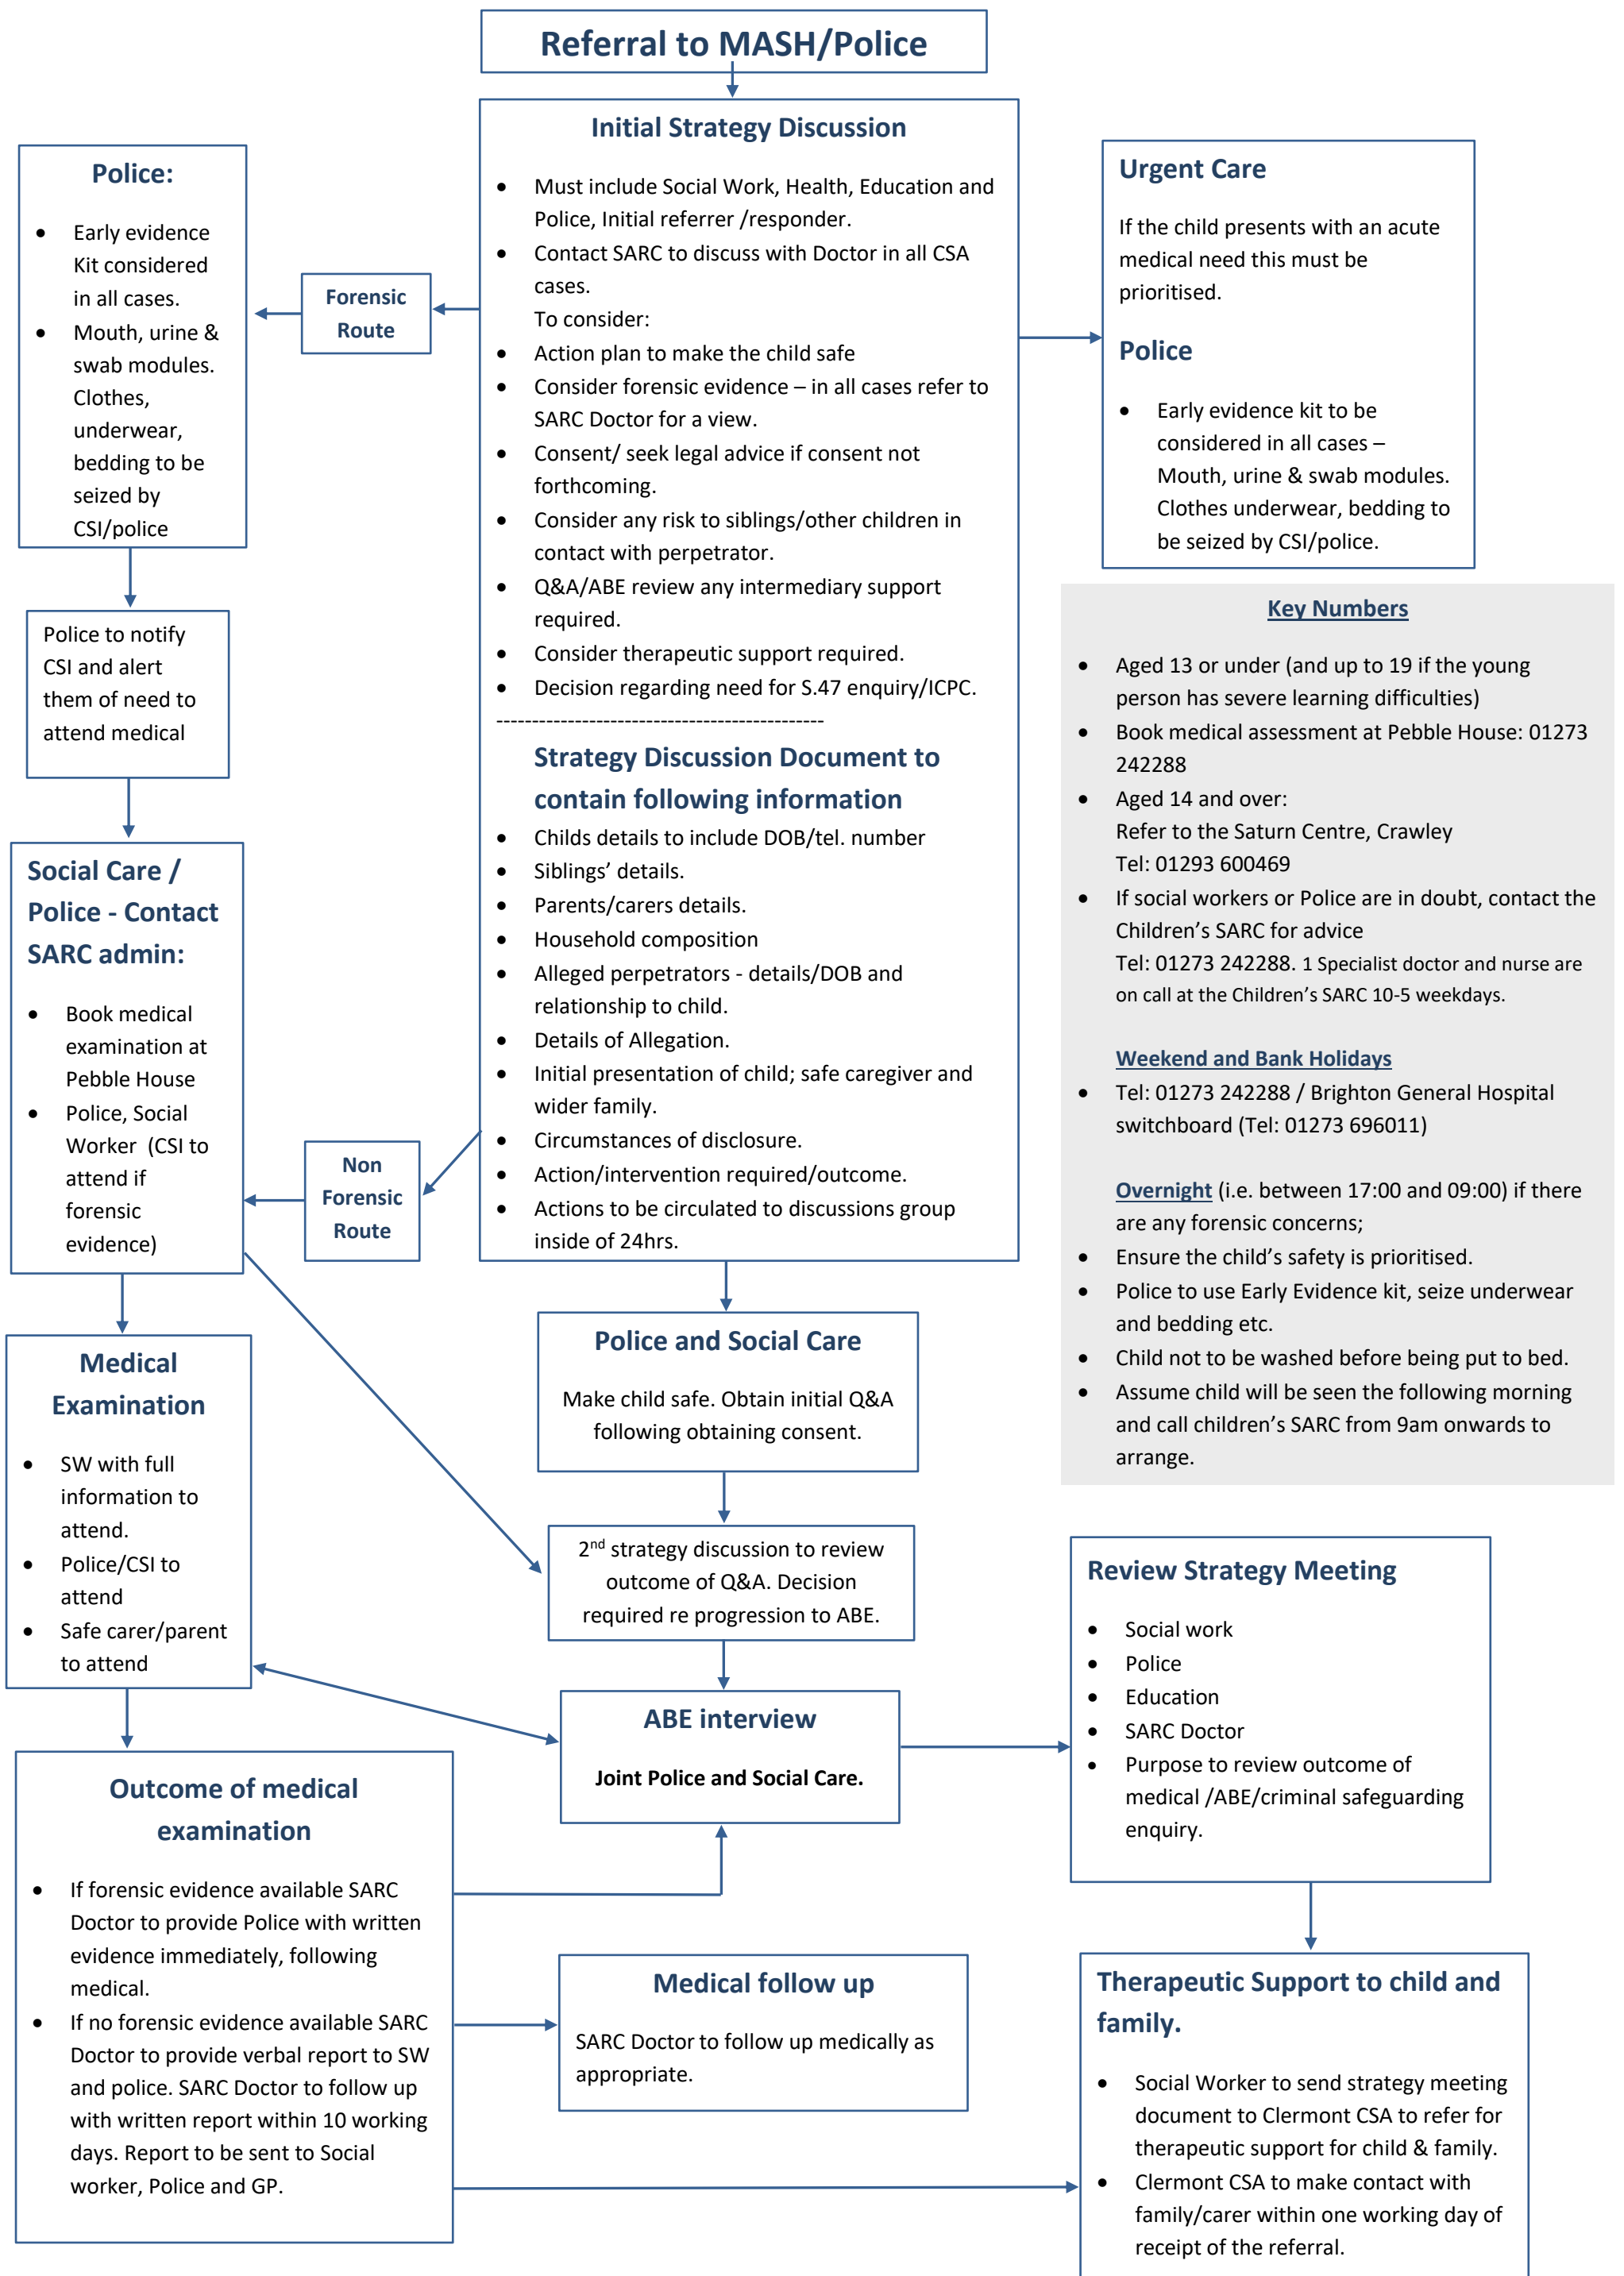 Referral to MASH/Police
Initial Strategy Discussion
• Must include Social Work, Health, Education and
Police, Initial referrer /responder.
• Contact SARC to discuss with Doctor in all CSA
cases.
To consider:
• Action plan to make the child safe
• Consider forensic evidence – in all cases refer to
SARC Doctor for a view.
• Consent/ seek legal advice if consent not
forthcoming.
• Consider any risk to siblings/other children in
contact with perpetrator.
• Q&A/ABE review any intermediary support
required.
• Consider therapeutic support required.
• Decision regarding need for S.47 enquiry/ICPC.
----------------------------------------------
Strategy Discussion Document to
contain following information
• Childs details to include DOB/tel. number
• Siblings’ details.
• Parents/carers details.
• Household composition
• Alleged perpetrators - details/DOB and
relationship to child.
• Details of Allegation.
• Initial presentation of child; safe caregiver and
wider family.
• Circumstances of disclosure.
• Action/intervention required/outcome.
• Actions to be circulated to discussions group
inside of 24hrs.
Forensic
Route
Police:
• Early evidence
Kit considered
in all cases.
• Mouth, urine &
swab modules.
Clothes,
underwear,
bedding to be
seized by
CSI/police
Police to notify
CSI and alert
them of need to
attend medical
Non
Forensic
Route
Social Care /
Police - Contact
SARC admin:
• Book medical
examination at
Pebble House
• Police, Social
Worker (CSI to
attend if
forensic
evidence)
Medical
Examination
• SW with full
information to
attend.
• Police/CSI to
attend
• Safe carer/parent
to attend
Outcome of medical
examination
• If forensic evidence available SARC
Doctor to provide Police with written
evidence immediately, following
medical.
• If no forensic evidence available SARC
Doctor to provide verbal report to SW
and police. SARC Doctor to follow up
with written report within 10 working
days. Report to be sent to Social
worker, Police and GP.
Urgent Care
If the child presents with an acute
medical need this must be
prioritised.
Police
• Early evidence kit to be
considered in all cases –
Mouth, urine & swab modules.
Clothes underwear, bedding to
be seized by CSI/police.
Key Numbers
• Aged 13 or under (and up to 19 if the young
person has severe learning difficulties)
• Book medical assessment at Pebble House: 01273
242288
• Aged 14 and over:
Refer to the Saturn Centre, Crawley
Tel: 01293 600469
• If social workers or Police are in doubt, contact the
Children’s SARC for advice
Tel: 01273 242288. 1 Specialist doctor and nurse are
on call at the Children’s SARC 10-5 weekdays.
Weekend and Bank Holidays
• Tel: 01273 242288 / Brighton General Hospital
switchboard (Tel: 01273 696011)
Overnight (i.e. between 17:00 and 09:00) if there
are any forensic concerns;
• Ensure the child’s safety is prioritised.
• Police to use Early Evidence kit, seize underwear
and bedding etc.
• Child not to be washed before being put to bed.
• Assume child will be seen the following morning
and call children’s SARC from 9am onwards to
arrange.
Police and Social Care
Make child safe. Obtain initial Q&A
following obtaining consent.
2nd strategy discussion to review
outcome of Q&A. Decision
required re progression to ABE.
ABE interview
Joint Police and Social Care.
Medical follow up
SARC Doctor to follow up medically as
appropriate.
Review Strategy Meeting
• Social work
• Police
• Education
• SARC Doctor
• Purpose to review outcome of
medical /ABE/criminal safeguarding
enquiry.
Therapeutic Support to child and
family.
• Social Worker to send strategy meeting
document to Clermont CSA to refer for
therapeutic support for child & family.
• Clermont CSA to make contact with
family/carer within one working day of
receipt of the referral.